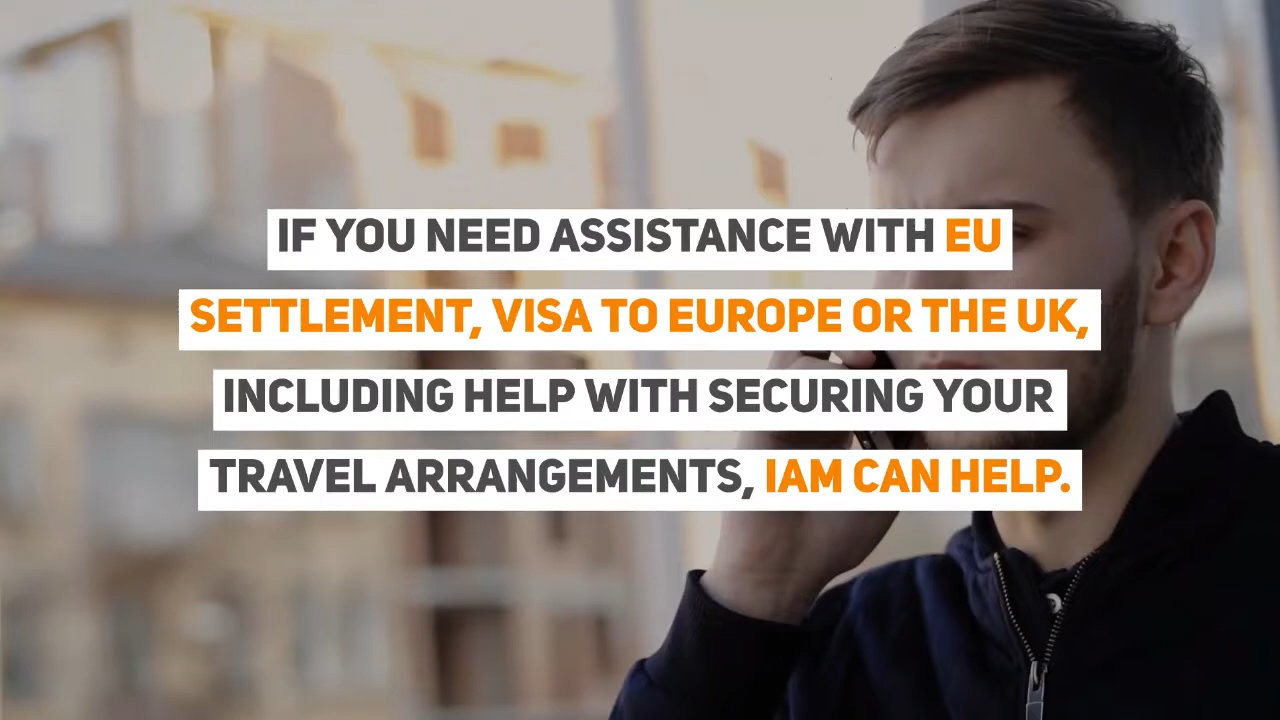 IF YOU NEED ASSISTANCE WITH EU
SETTLEMENT, VISA TO EUROPE OR THE UK,
INCLUDING HELP WITH SECURING YOUR
TRAVEL ARRANGEMENTS, IAM CAN HELP.